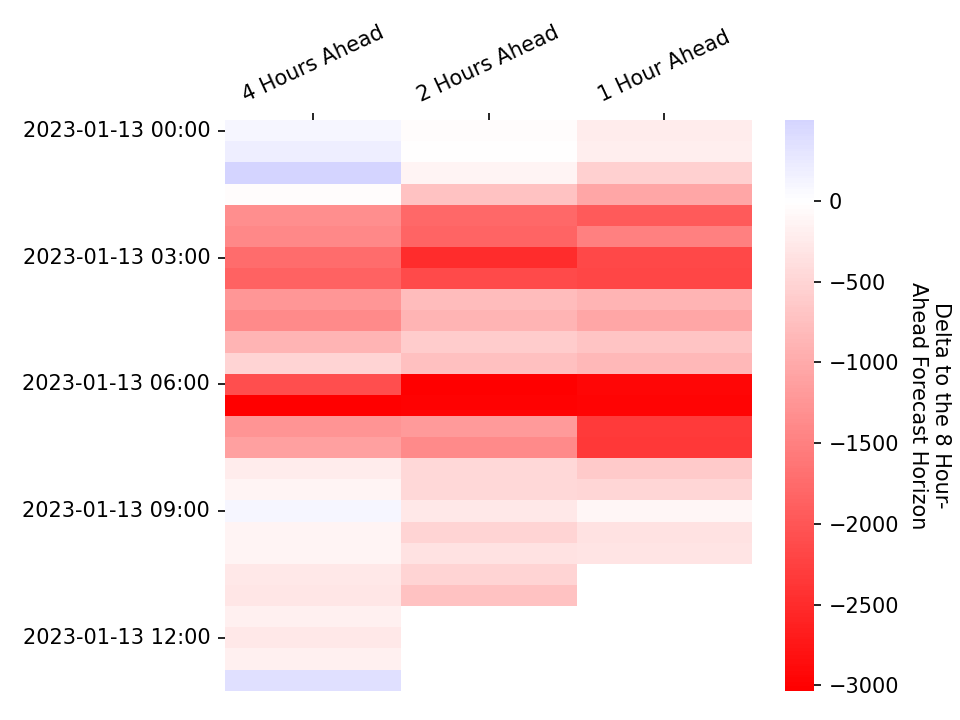 4 Hours Ahead
2 Hours Ahead
1 Hour Ahead
2023-01-13 00:00
2023-01-13 03:00
2023-01-13 06:00
2023-01-13 09:00
2023-01-13 12:00
0
−500
−1000
−1500
−2000
−2500
−3000
Delta to the 8 Hour-
Ahead Forecast Horizon